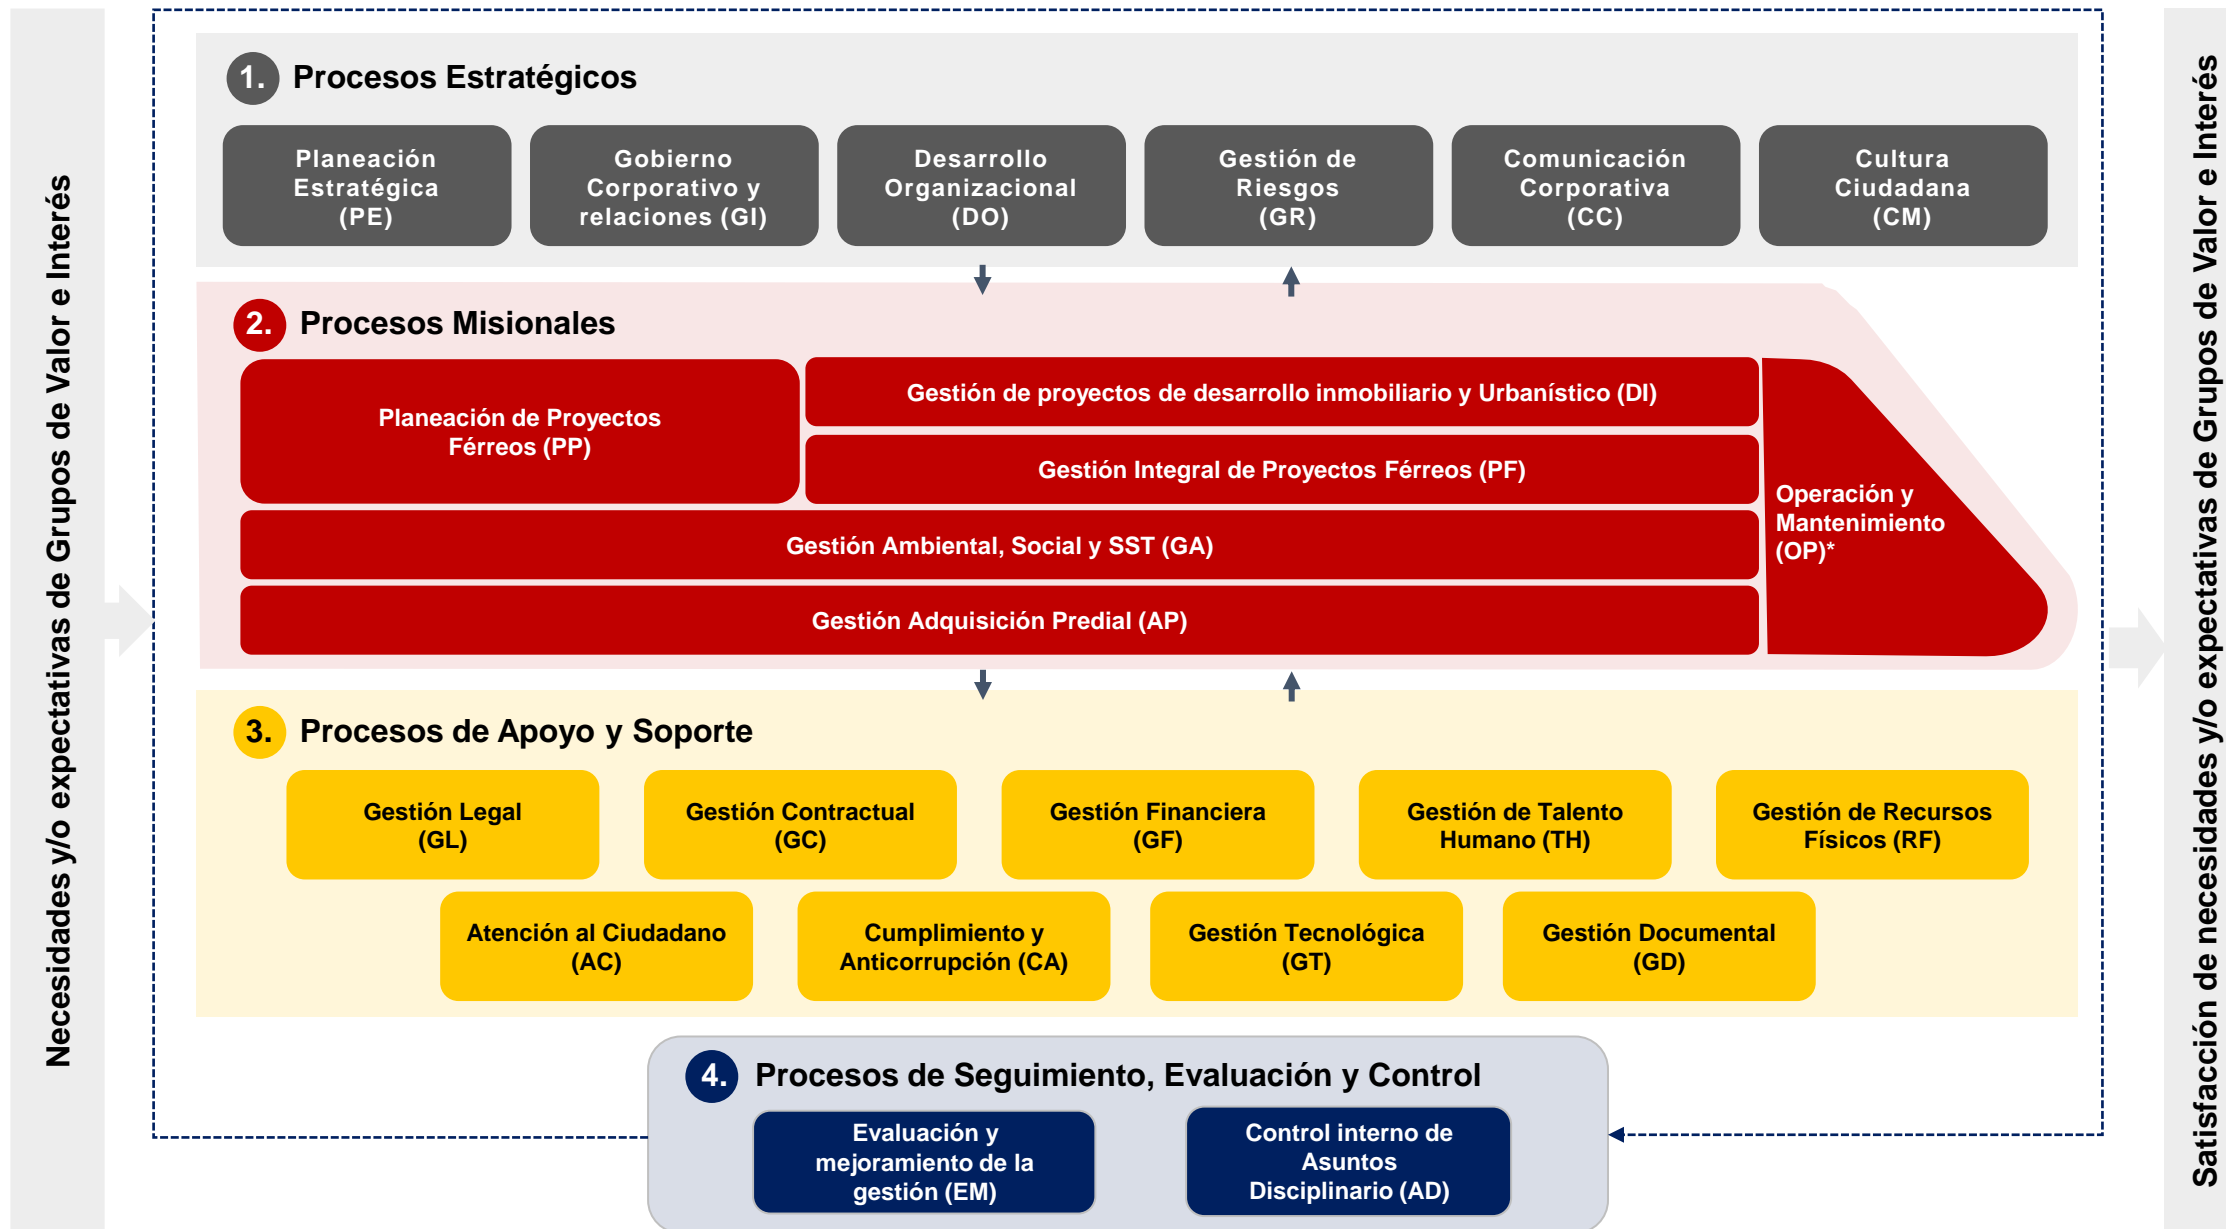 Necesidades y/o expectativas de Grupos de Valor e Interés
1. Procesos Estratégicos
Planeación
Estratégica
(PE)
Gobierno
Corporativo y
relaciones (GI)
Desarrollo
Organizacional
(DO)
Gestión de
Riesgos
(GR)
Comunicación
Corporativa
(CC)
Cultura
Ciudadana
(CM)
2. Procesos Misionales
Planeación de Proyectos
Férreos (PP)
Gestión de proyectos de desarrollo inmobiliario y Urbanístico (DI)
Gestión Integral de Proyectos Férreos (PF)
Gestión Ambiental, Social y SST (GA)
Gestión Adquisición Predial (AP)
Operación y
Mantenimiento
(OP)*
3. Procesos de Apoyo y Soporte
Gestión Legal
(GL)
Gestión Contractual
(GC)
Gestión Financiera
(GF)
Gestión de Talento
Humano (TH)
Gestión de Recursos
Físicos (RF)
Atención al Ciudadano
(AC)
Cumplimiento y
Anticorrupción (CA)
Gestión Tecnológica
(GT)
Gestión Documental
(GD)
4. Procesos de Seguimiento, Evaluación y Control
Evaluación y
mejoramiento de la
gestión (EM)
Control interno de
Asuntos
Disciplinario (AD)
Satisfacción de necesidades y/o expectativas de Grupos de Valor e Interés